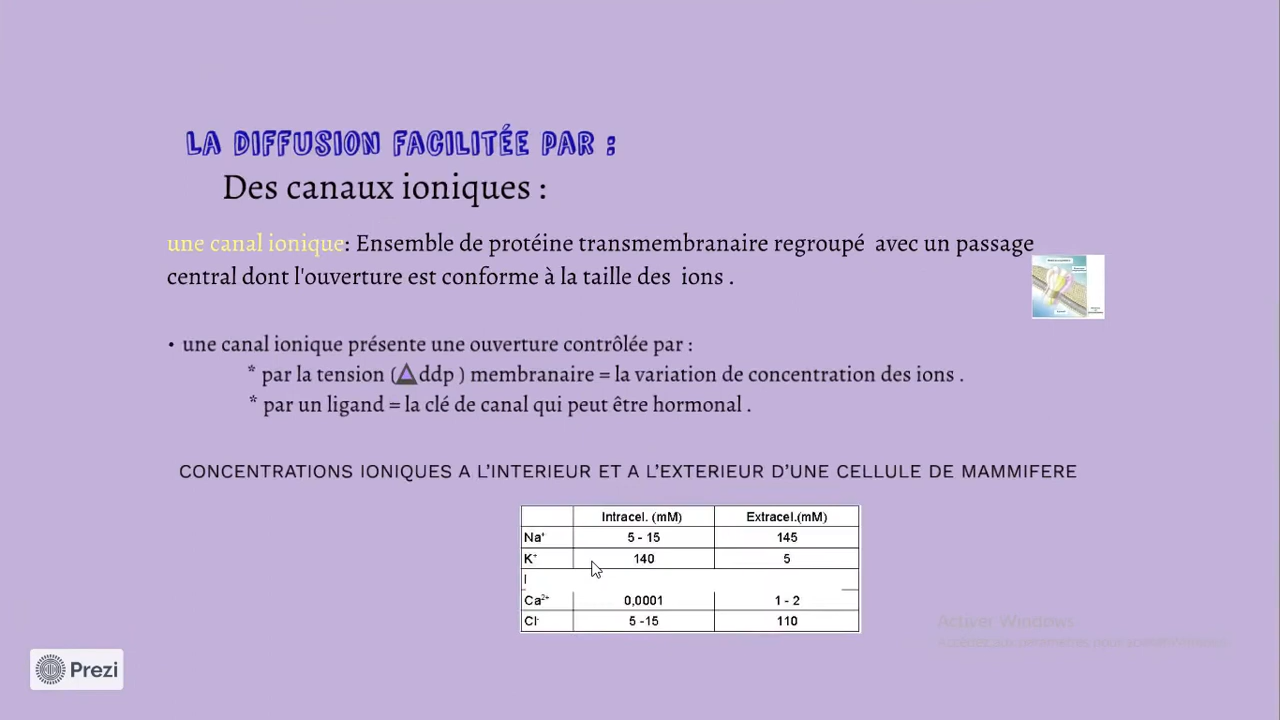 LA DIFFUSION FACILITÉE PAR :
Des canaux ioniques :
une canal ionique: Ensemble de protéine transmembranaire regroupé avec un passage
central dont l'ouverture est conforme à la taille des ions .
• une canal ionique présente une ouverture contrôlée par :
* par la tension (Δddp ) membranaire = la variation de concentration des ions .
* par un ligand = la clé de canal qui peut être hormonal .
CONCENTRATIONS IONIQUES A L'INTERIEUR ET A L'EXTERIEUR D'UNE CELLULE DE MAMMIFERE
Intracel. (mM) Extracel.(mM)
Na⁺ 5 - 15 145
K⁺ 140 5
Ca²⁺ 0,0001 1 - 2
Cl⁻ 5 -15 110
Activer Windows
Prezi